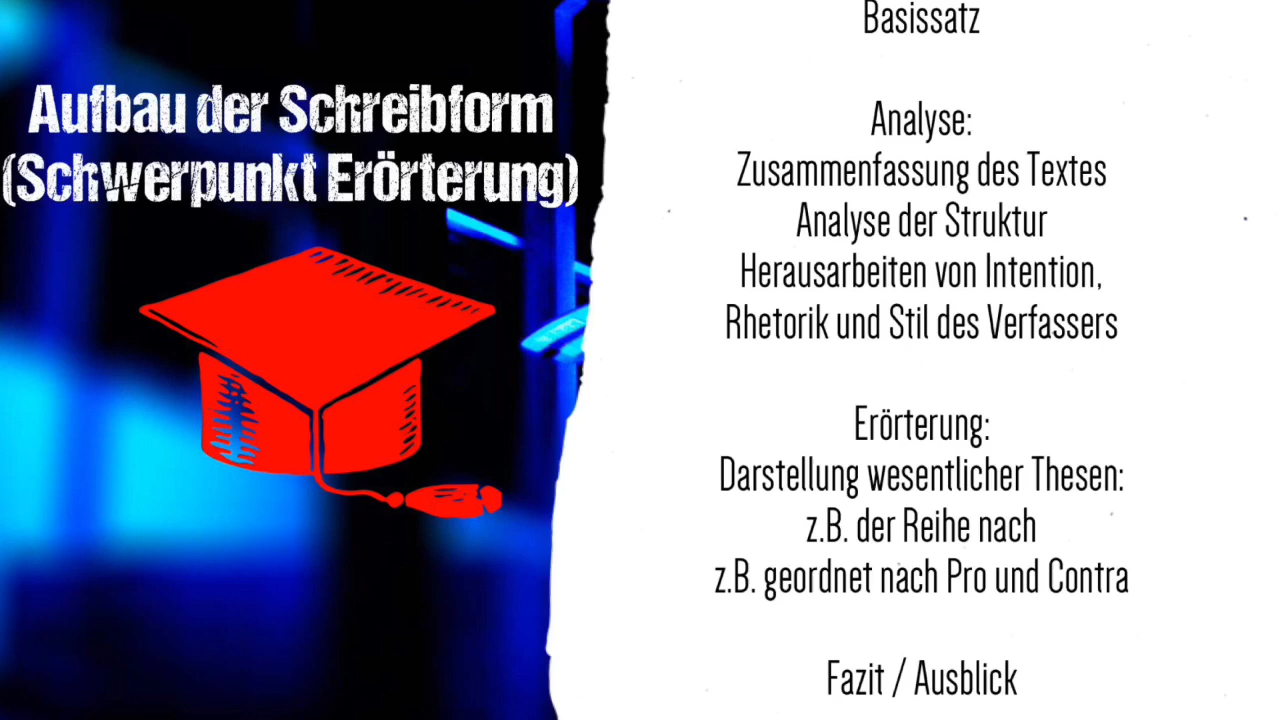 Aufbau der Schreibform
(Schwerpunkt Erörterung)
Basissatz
Analyse:
Zusammenfassung des Textes
Analyse der Struktur
Herausarbeiten von Intention,
Rhetorik und Stil des Verfassers
Erörterung:
Darstellung wesentlicher Thesen:
z.B. der Reihe nach
z.B. geordnet nach Pro und Contra
Fazit / Ausblick